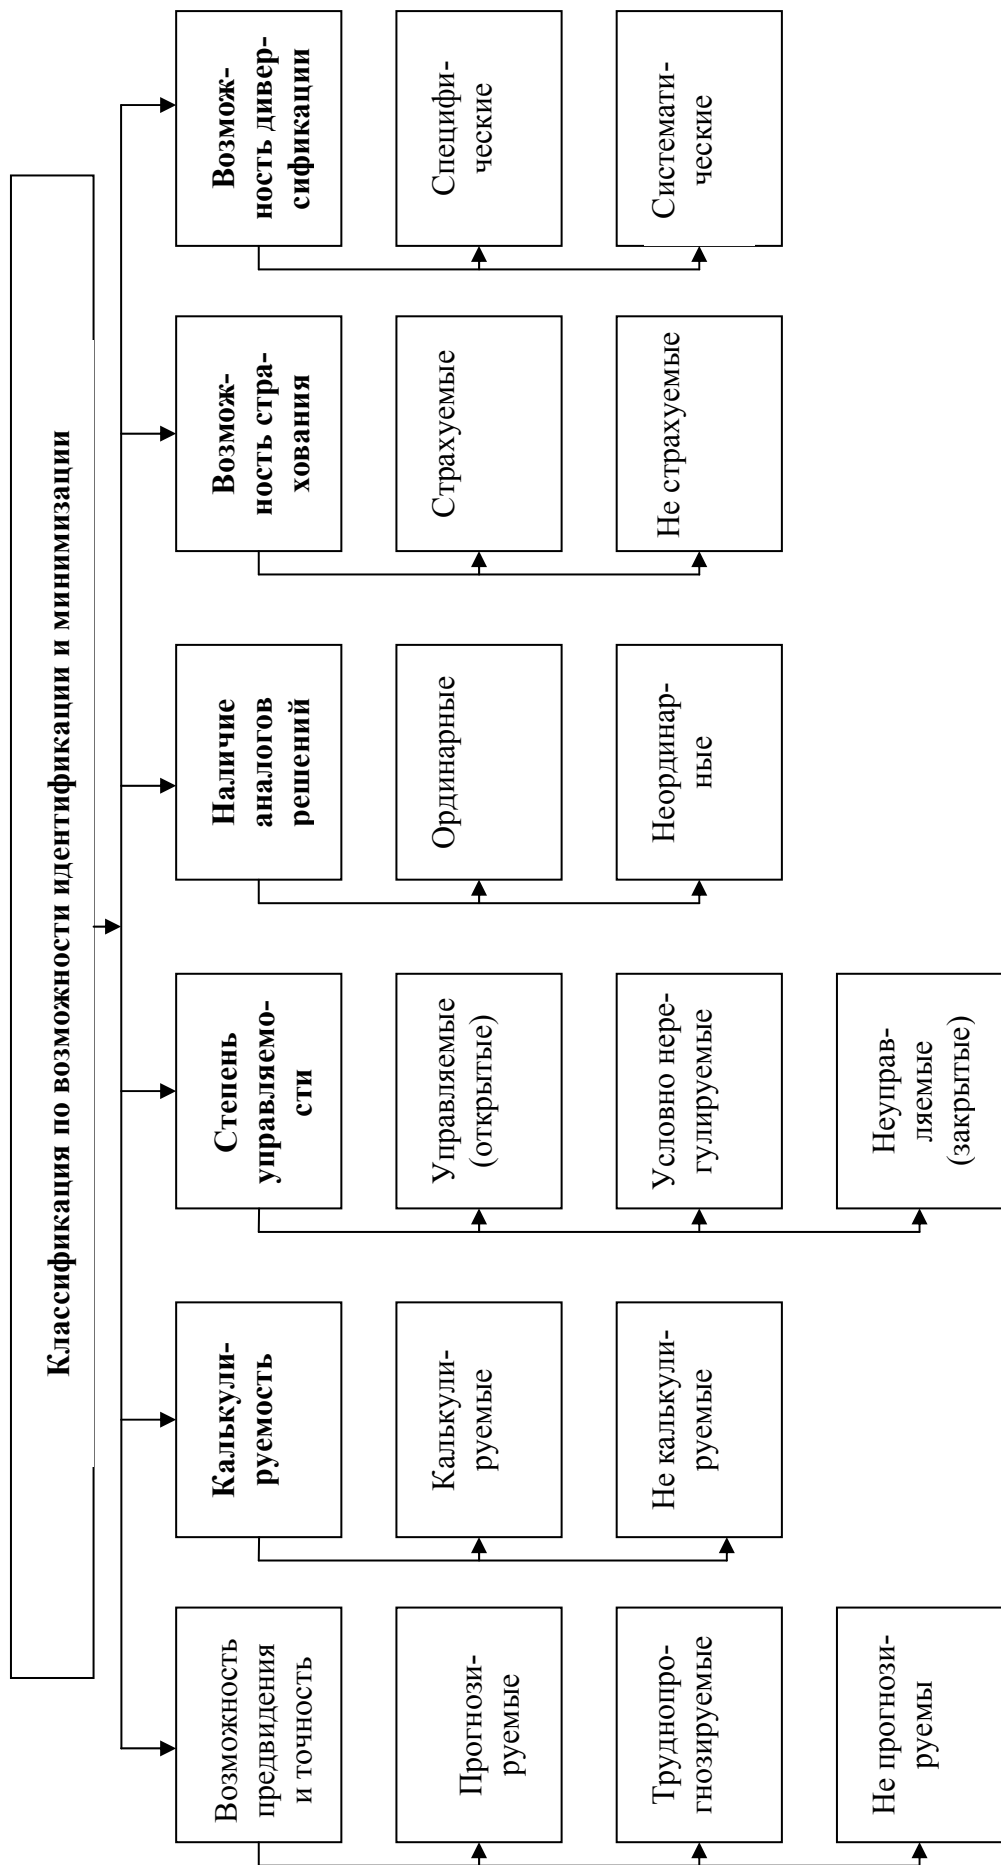 Классификация по возможности идентификации и минимизации
Возможность
предвидения
и точность
Прогнози-
руемые
Труднопро-
гнозируемые
Не прогнози-
руемы
Калькули-
руемость
Калькули-
руемые
Не калькули-
руемые
Степень
управляемо-
сти
Управляемые
(открытые)
Условно нере-
гулируемые
Неуправ-
ляемые
(закрытые)
Наличие
аналогов
решений
Ординарные
Неординар-
ные
Возмож-
ность стра-
хования
Страхуемые
Не страхуемые
Возмож-
ность дивер-
сификации
Специфи-
ческие
Системати-
ческие